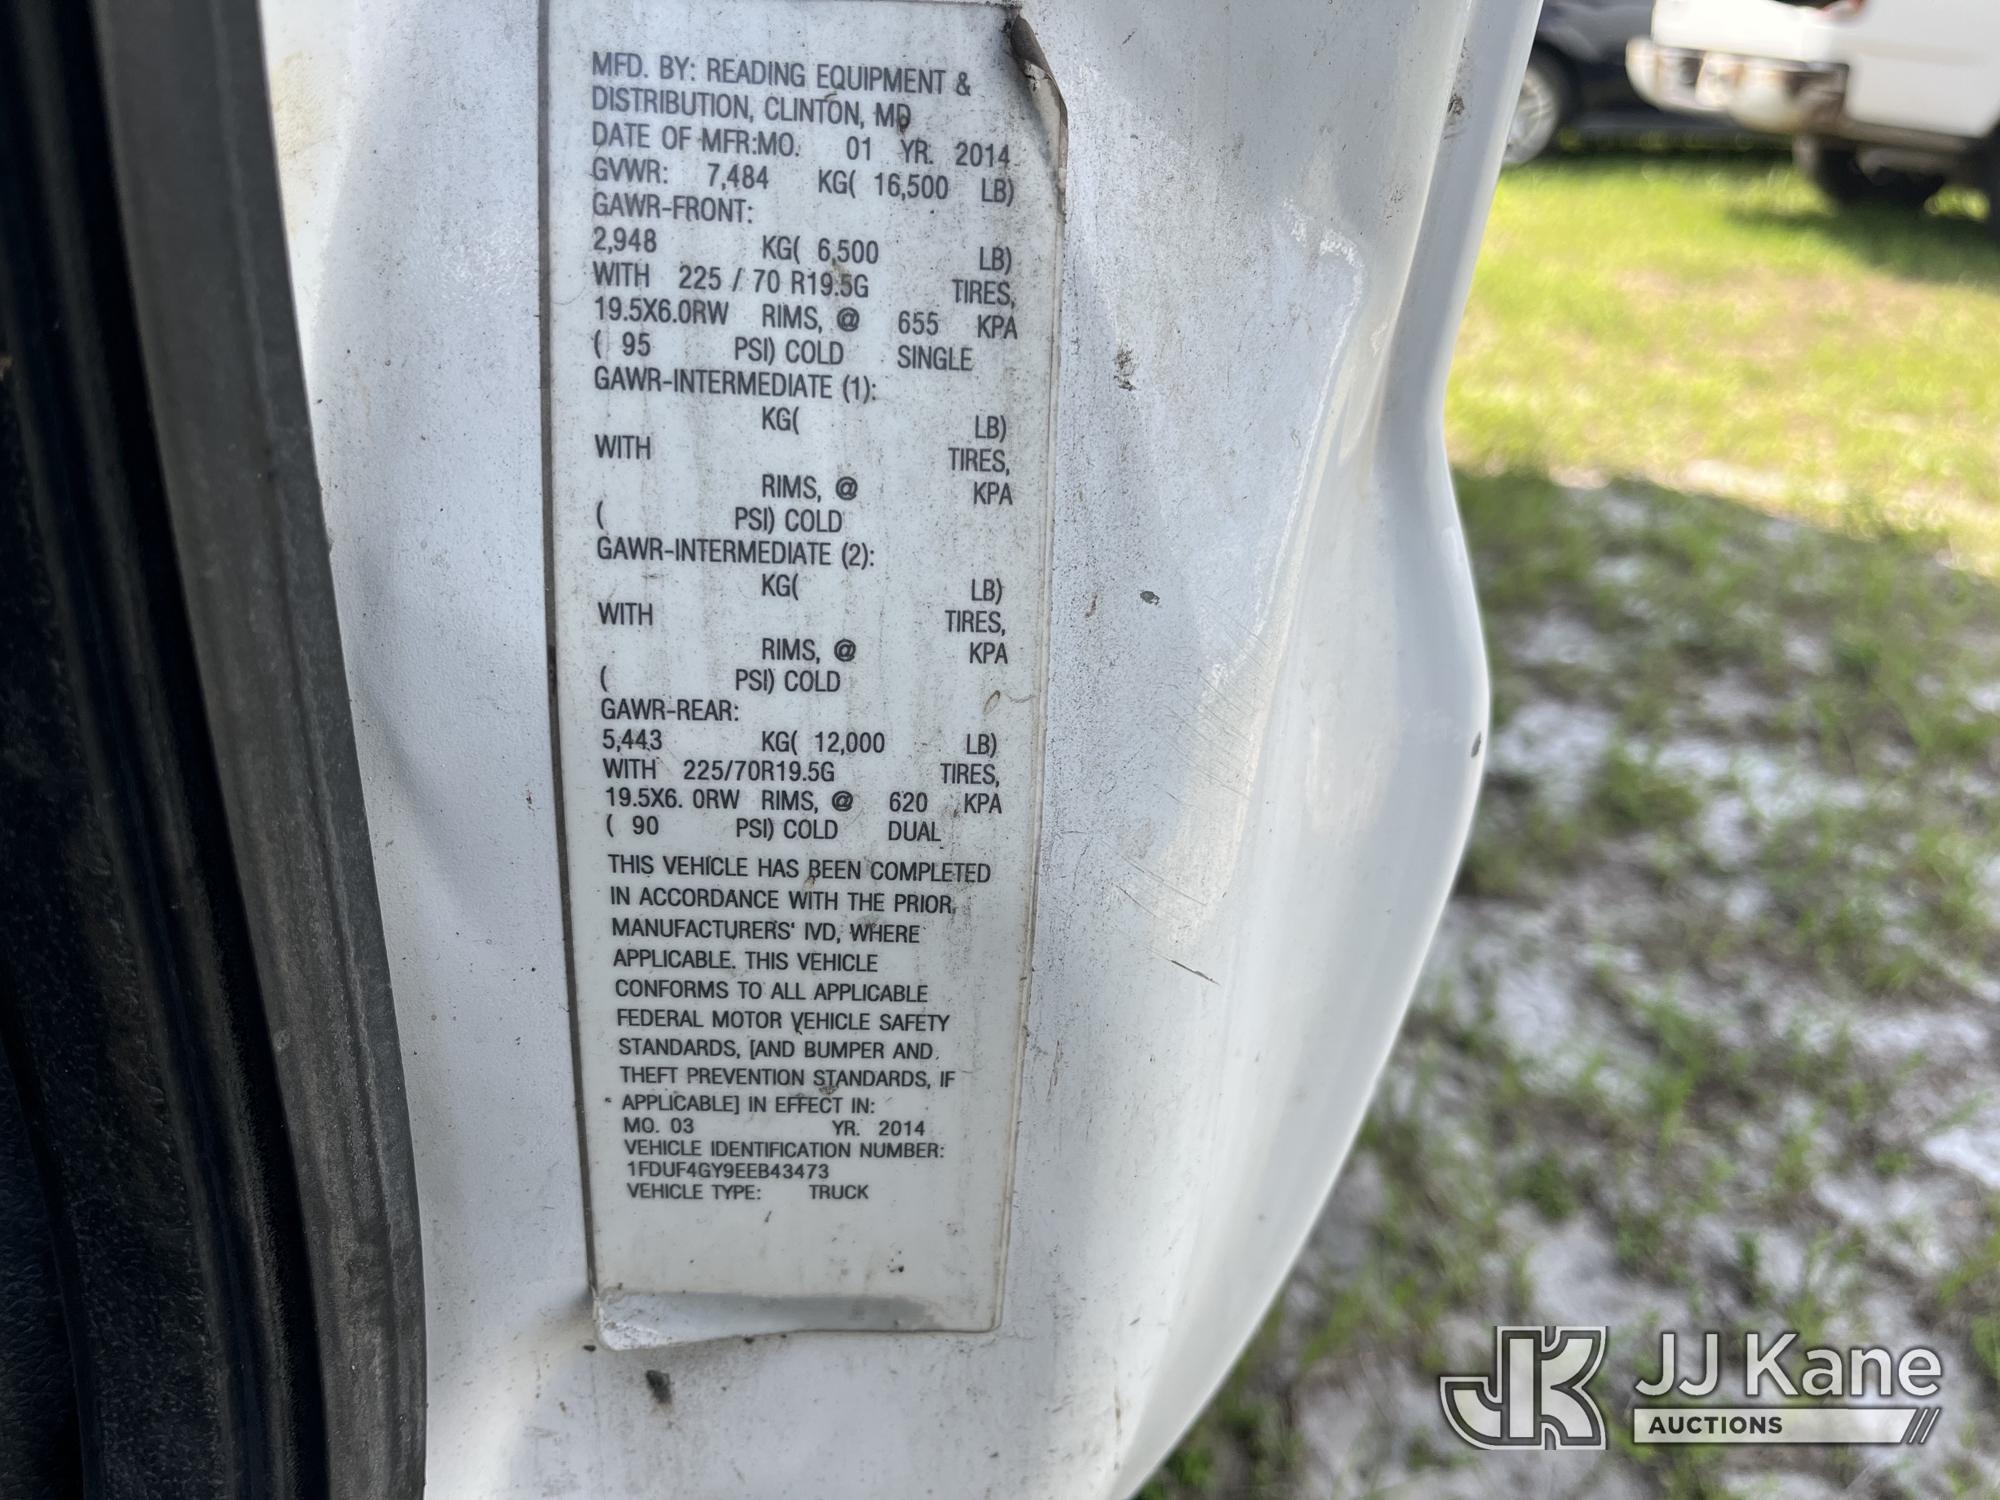 MFD. BY: READING EQUIPMENT &
DISTRIBUTION, CLINTON, MD
DATE OF MFR:MO. 01 YR. 2014
GVWR: 7,484 KG( 16,500 LB)
GAWR-FRONT:
2,948 KG( 6,500 LB)
WITH 225 / 70 R19.5G TIRES,
19.5X6.0RW RIMS, @ 655 KPA
( 95 PSI) COLD SINGLE
GAWR-INTERMEDIATE (1):
KG( LB)
WITH TIRES,
RIMS, @ KPA
( PSI) COLD
GAWR-INTERMEDIATE (2):
KG( LB)
WITH TIRES,
RIMS, @ KPA
( PSI) COLD
GAWR-REAR:
5,443 KG( 12,000 LB)
WITH 225/70R19.5G TIRES,
19.5X6. 0RW RIMS, @ 620 KPA
( 90 PSI) COLD DUAL
THIS VEHICLE HAS BEEN COMPLETED
IN ACCORDANCE WITH THE PRIOR
MANUFACTURERS' IVD, WHERE
APPLICABLE. THIS VEHICLE
CONFORMS TO ALL APPLICABLE
FEDERAL MOTOR VEHICLE SAFETY
STANDARDS, [AND BUMPER AND
THEFT PREVENTION STANDARDS, IF
APPLICABLE] IN EFFECT IN:
MO. 03 YR. 2014
VEHICLE IDENTIFICATION NUMBER:
1FDUF4GY9EEB43473
VEHICLE TYPE: TRUCK
JK JJ Kane
AUCTIONS